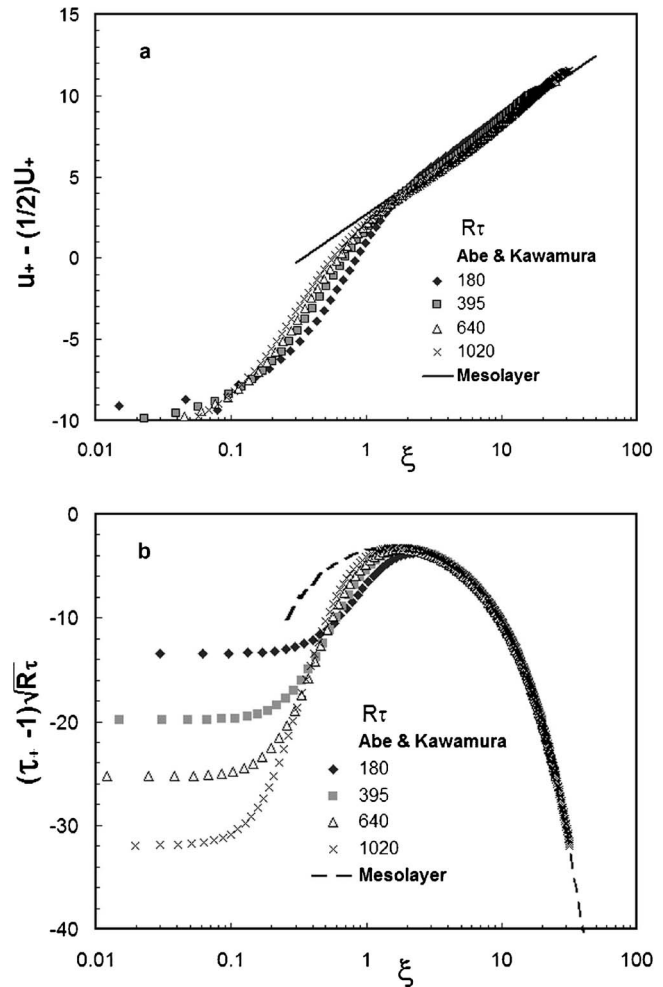 15
10
5
0
-5
-10
a
u₊ - (1/2)U₊
Rτ
Abe & Kawamura
180
395
640
1020
Mesolayer
0.01 0.1 1 10 100
ξ
0
-10
-20
-30
-40
b
(τ₊ -1)√Rτ
Rτ
Abe & Kawamura
180
395
640
1020
Mesolayer
0.01 0.1 1 10 100
ξ